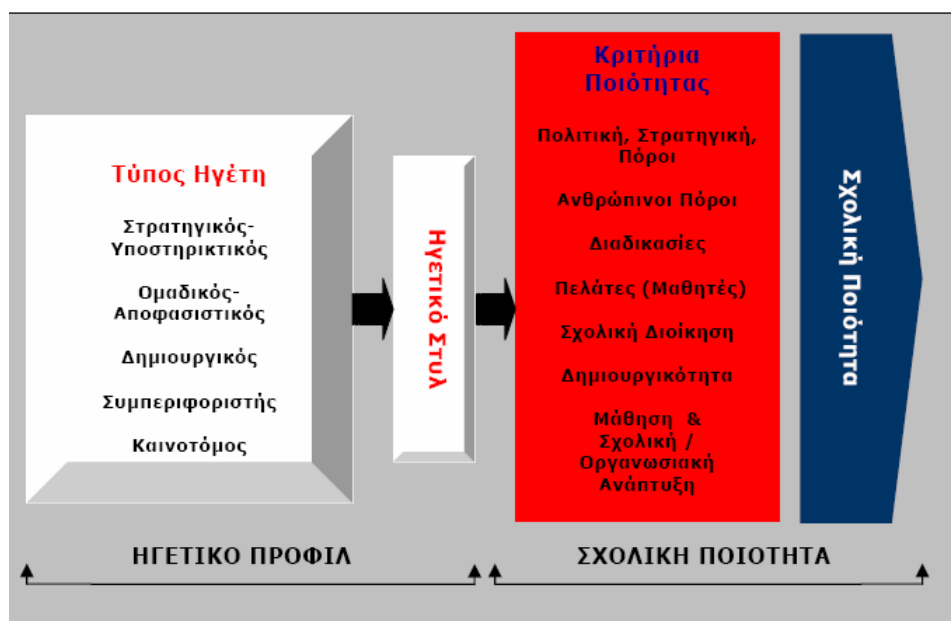 Τύπος Ηγέτη
Στρατηγικός-
Υποστηρικτικός
Ομαδικός-
Αποφασιστικός
Δημιουργικός
Συμπεριφοριστής
Καινοτόμος
Ηγετικό Στυλ
Κριτήρια
Ποιότητας
Πολιτική, Στρατηγική,
Πόροι
Ανθρώπινοι Πόροι
Διαδικασίες
Πελάτες (Μαθητές)
Σχολική Διοίκηση
Δημιουργικότητα
Μάθηση &
Σχολική /
Οργανωσιακή
Ανάπτυξη
Σχολική Ποιότητα
ΗΓΕΤΙΚΟ ΠΡΟΦΙΛ
ΣΧΟΛΙΚΗ ΠΟΙΟΤΗΤΑ